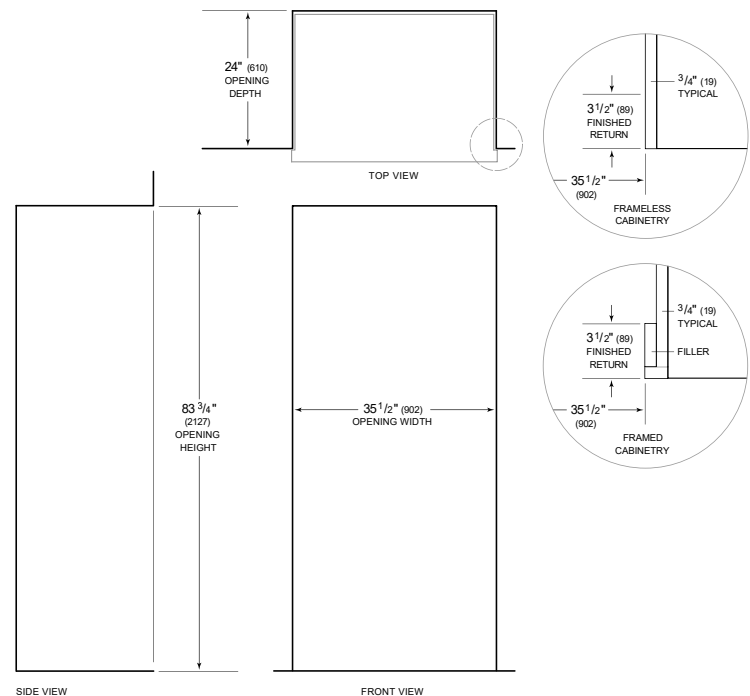 24" (610)
OPENING
DEPTH
TOP VIEW
3/4" (19)
TYPICAL
3 1/2" (89)
FINISHED
RETURN
35 1/2"
(902)
FRAMELESS
CABINETRY
3/4" (19)
TYPICAL
3 1/2" (89)
FINISHED
RETURN
FILLER
35 1/2"
(902)
FRAMED
CABINETRY
83 3/4"
(2127)
OPENING
HEIGHT
35 1/2" (902)
OPENING WIDTH
SIDE VIEW
FRONT VIEW